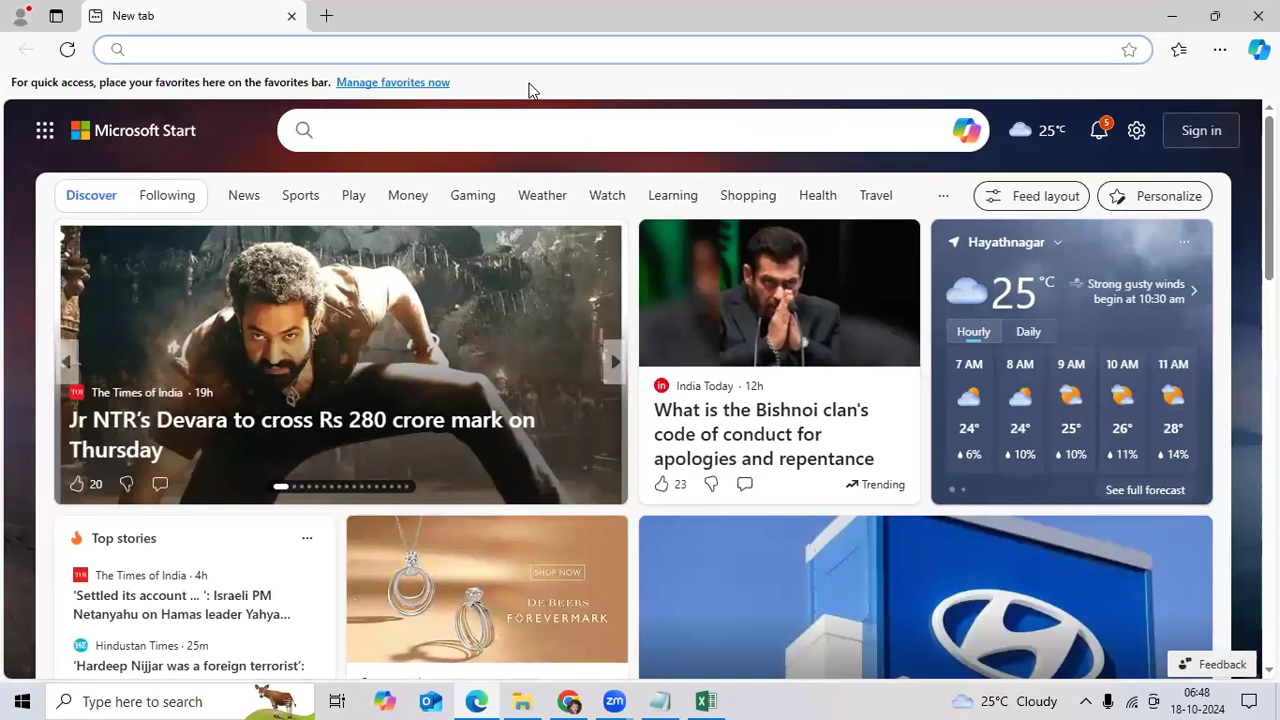 New tab
For quick access, place your favorites here on the favorites bar. Manage favorites now
Microsoft Start
25°C
5
Sign in
Discover
Following
News
Sports
Play
Money
Gaming
Weather
Watch
Learning
Shopping
Health
Travel
...
Feed layout
Personalize
TOI The Times of India · 19h
Jr NTR's Devara to cross Rs 280 crore mark on
Thursday
20
in India Today · 12h
What is the Bishnoi clan's
code of conduct for
apologies and repentance
23
Trending
Hayathnagar
25 °C
Strong gusty winds
begin at 10:30 am
Hourly
Daily
7 AM 8 AM 9 AM 10 AM 11 AM
24° 24° 25° 26° 28°
6% 10% 10% 11% 14%
See full forecast
Top stories
TOI The Times of India · 4h
'Settled its account ... ': Israeli PM
Netanyahu on Hamas leader Yahya...
Hindustan Times · 25m
'Hardeep Nijjar was a foreign terrorist':
SHOP NOW
DE BEERS
FOREVERMARK
Feedback
Type here to search
zm
25°C Cloudy
06:48
18-10-2024